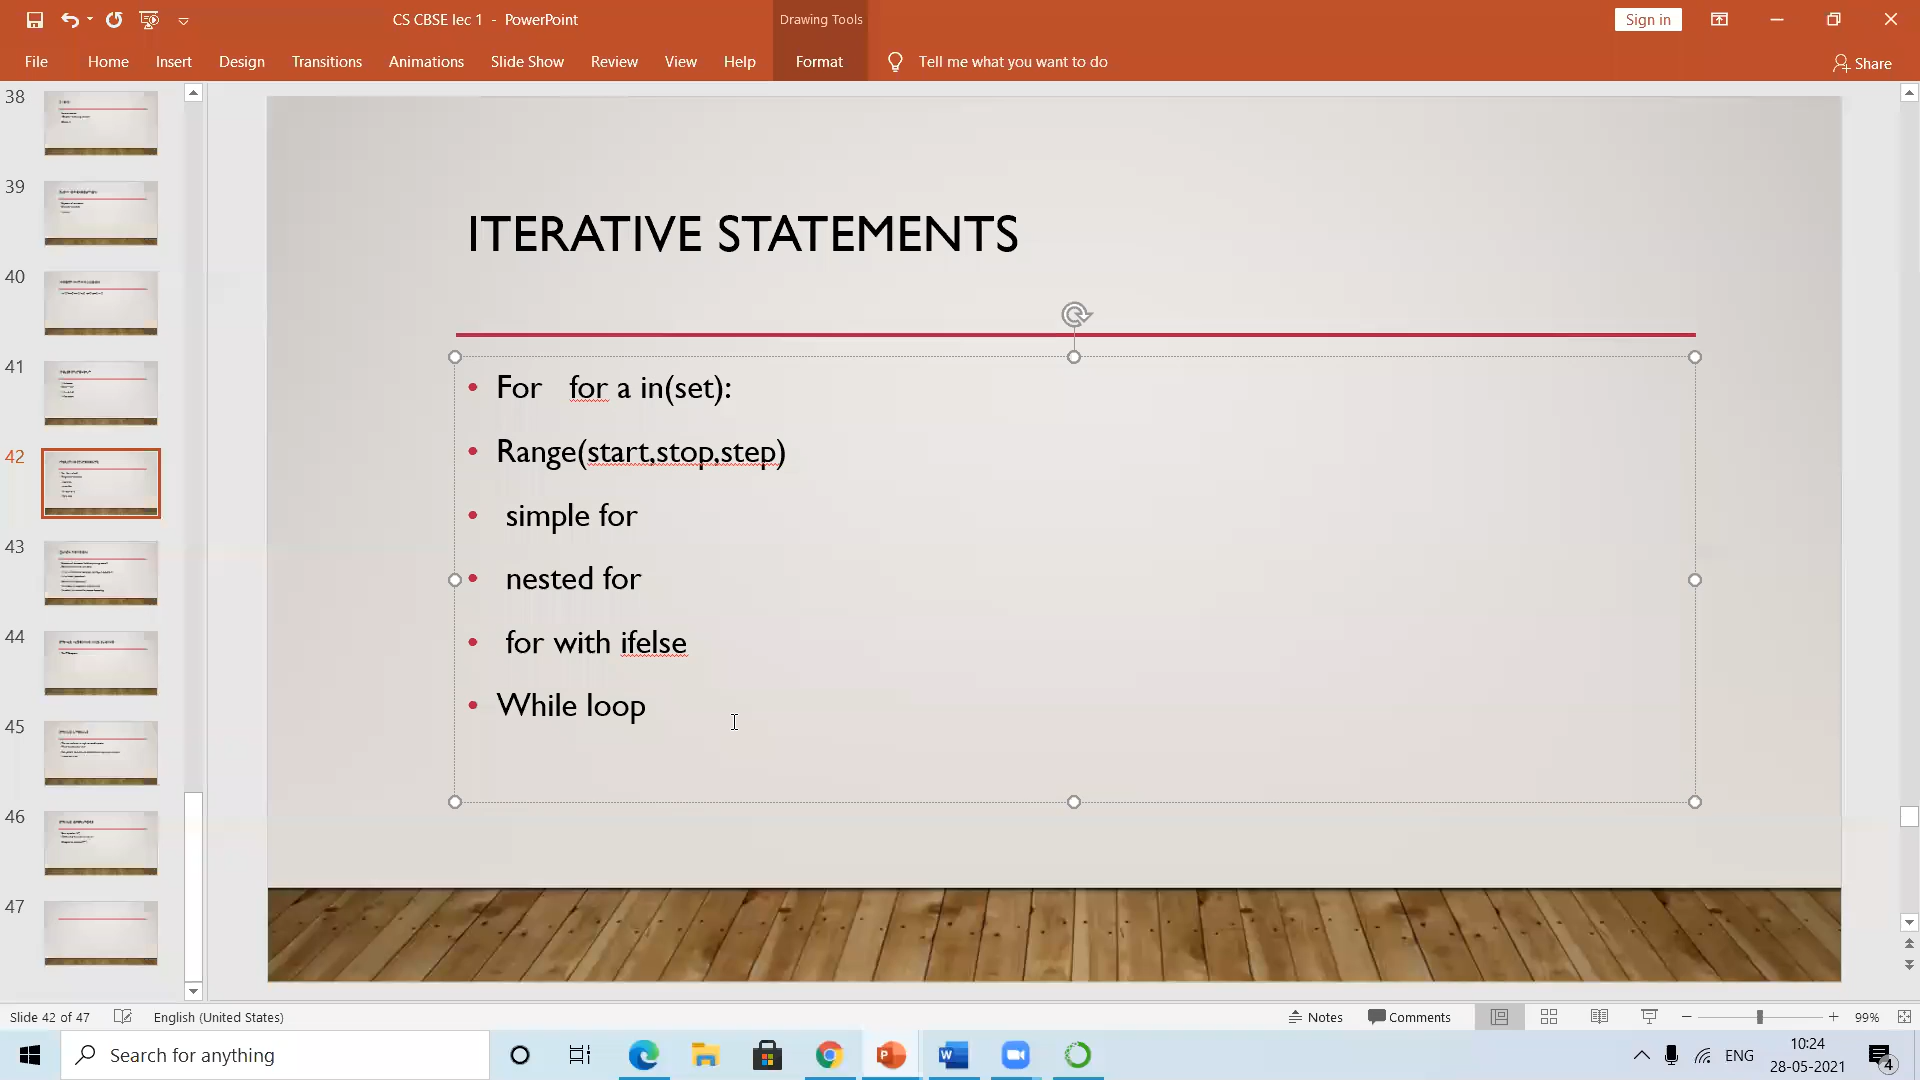 CS CBSE lec 1 - PowerPoint
Drawing Tools
Sign in
File Home Insert Design Transitions Animations Slide Show Review View Help Format Tell me what you want to do
Share
38
39
40
41
42
43
44
45
46
47
ITERATIVE STATEMENTS
• For for a in(set):
• Range(start,stop,step)
• simple for
• nested for
• for with ifelse
• While loop
Slide 42 of 47 English (United States) Notes Comments 99%
Search for anything
ENG
10:24
28-05-2021
4